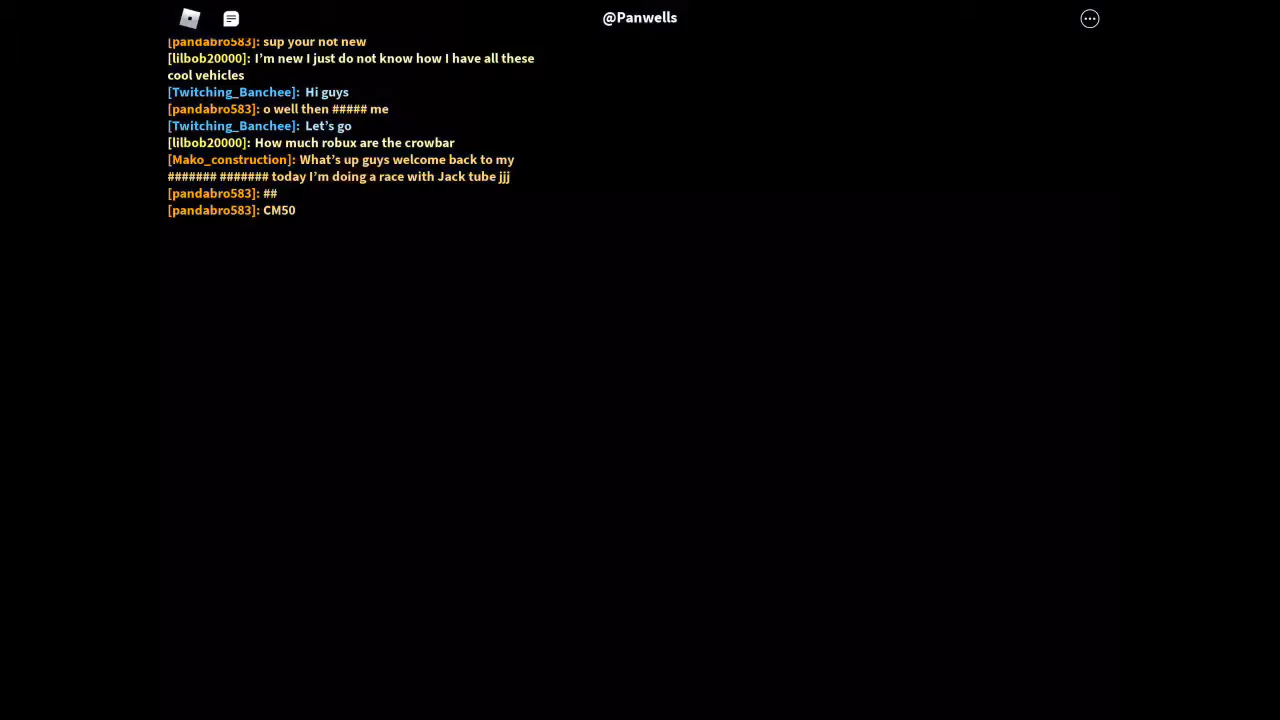 @Panwells
[pandabro583]: sup your not new
[lilbob20000]: I'm new I just do not know how I have all these
cool vehicles
[Twitching_Banchee]: Hi guys
[pandabro583]: o well then ##### me
[Twitching_Banchee]: Let's go
[lilbob20000]: How much robux are the crowbar
[Mako_construction]: What's up guys welcome back to my
####### ####### today I'm doing a race with Jack tube jjj
[pandabro583]: ##
[pandabro583]: CM50